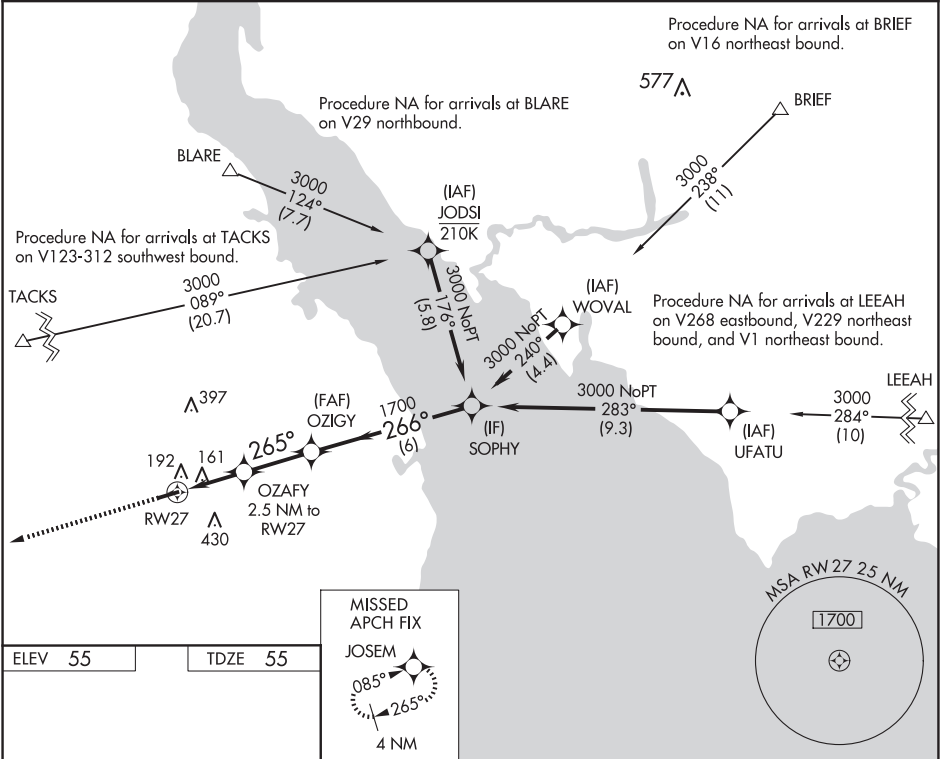 Procedure NA for arrivals at BRIEF
on V16 northeast bound.
577
BRIEF
3000
238°
(11)
Procedure NA for arrivals at BLARE
on V29 northbound.
BLARE
3000
124°
(7.7)
(IAF)
JODSI
210K
Procedure NA for arrivals at TACKS
on V123-312 southwest bound.
TACKS
3000
089°
(20.7)
3000 NoPT
176°
(5.8)
(IAF)
WOVAL
3000 NoPT
240°
(4.4)
Procedure NA for arrivals at LEEAH
on V268 eastbound, V229 northeast
bound, and V1 northeast bound.
LEEAH
3000
284°
(10)
3000 NoPT
283°
(9.3)
(IAF)
UFATU
(IF)
SOPHY
1700
266°
(6)
(FAF)
OZIGY
265°
397
192
161
OZAFY
2.5 NM to
RW27
RW27
430
MISSED
APCH FIX
JOSEM
085°
265°
4 NM
MSA RW27 25 NM
1700
ELEV 55
TDZE 55